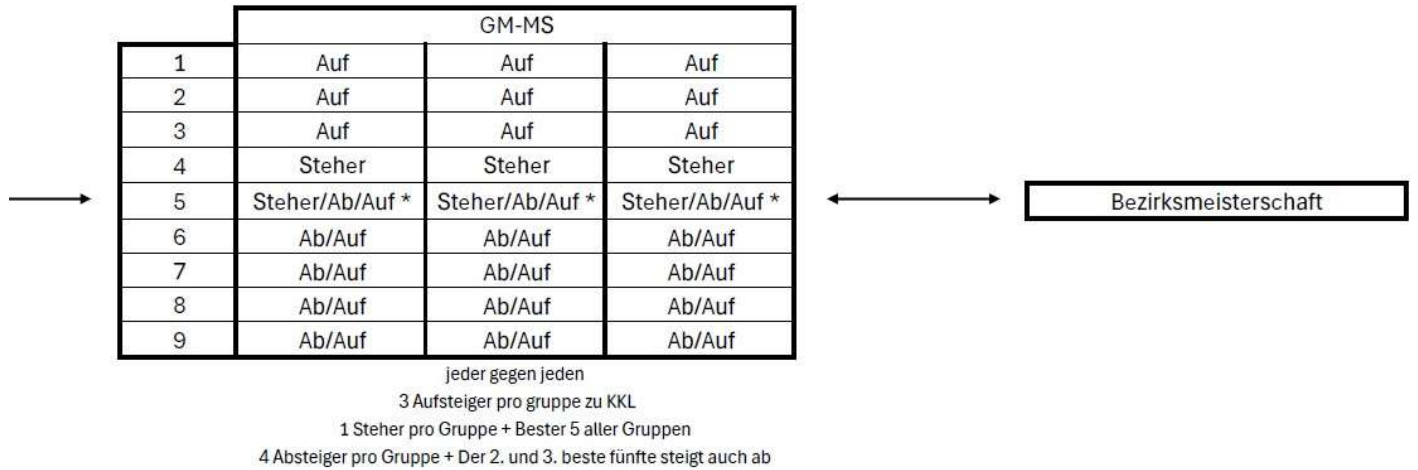 GM-MS
1 Auf Auf Auf
2 Auf Auf Auf
3 Auf Auf Auf
4 Steher Steher Steher
5 Steher/Ab/Auf * Steher/Ab/Auf * Steher/Ab/Auf * Bezirksmeisterschaft
6 Ab/Auf Ab/Auf Ab/Auf
7 Ab/Auf Ab/Auf Ab/Auf
8 Ab/Auf Ab/Auf Ab/Auf
9 Ab/Auf Ab/Auf Ab/Auf
jeder gegen jeden
3 Aufsteiger pro gruppe zu KKL
1 Steher pro Gruppe + Bester 5 aller Gruppen
4 Absteiger pro Gruppe + Der 2. und 3. beste fünfte steigt auch ab